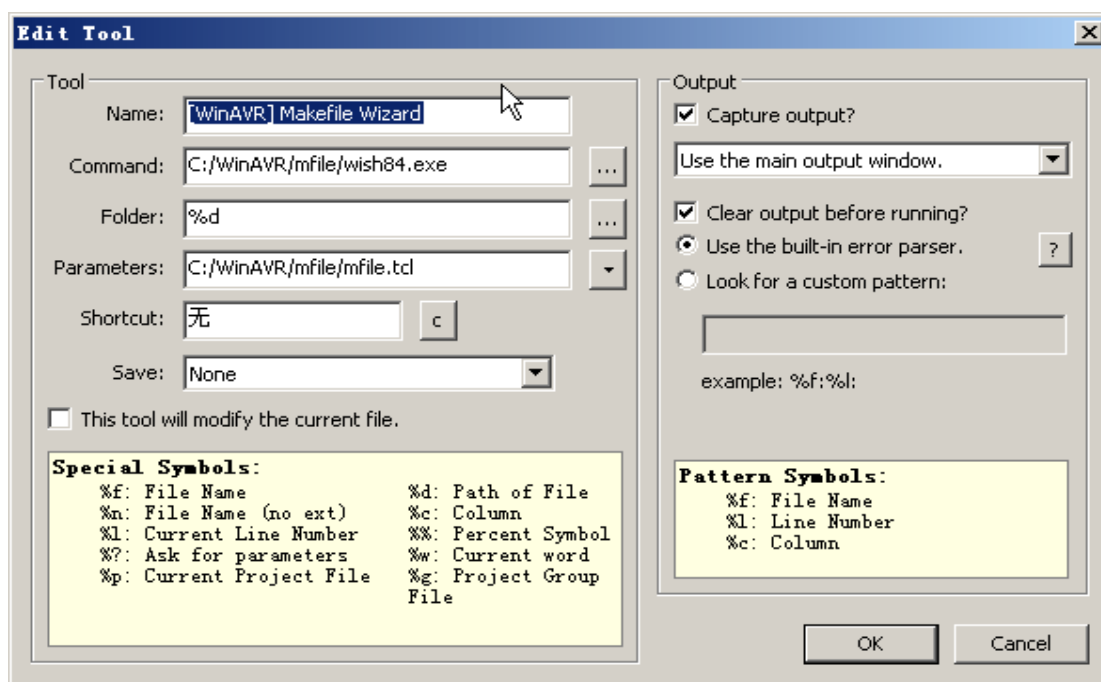 Edit Tool
Tool
Name: [WinAVR] Makefile Wizard
Command: C:/WinAVR/mfile/wish84.exe ...
Folder: %d ...
Parameters: C:/WinAVR/mfile/mfile.tcl
Shortcut: 无 c
Save: None
This tool will modify the current file.
Special Symbols:
%f: File Name %d: Path of File
%n: File Name (no ext) %c: Column
%l: Current Line Number %%: Percent Symbol
%?: Ask for parameters %w: Current word
%p: Current Project File %g: Project Group
File
Output
Capture output?
Use the main output window.
Clear output before running?
Use the built-in error parser. ?
Look for a custom pattern:
example: %f:%l:
Pattern Symbols:
%f: File Name
%l: Line Number
%c: Column
OK Cancel